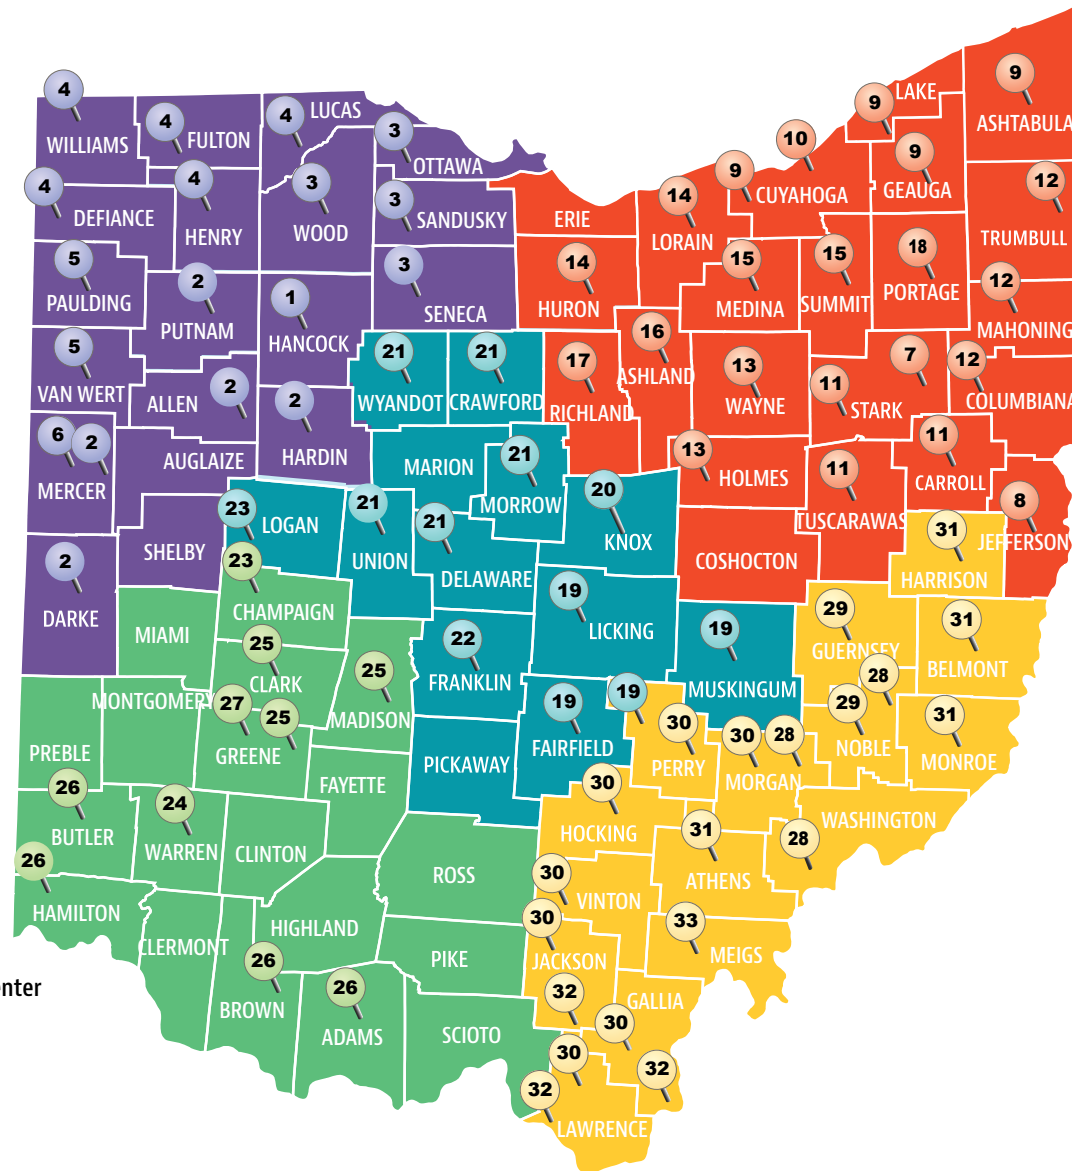 9
4
9
LAKE
4
4
LUCAS
9
ASHTABULA
WILLIAMS
FULTON
3
10
9
OTTAWA
9
12
4
4
3
3
14
CUYAHOGA
GEAUGA
DEFIANCE
SANDUSKY
ERIE
HENRY
WOOD
LORAIN
TRUMBULL
5
3
14
15
15
18
2
12
1
PAULDING
SENECA
HURON
MEDINA
SUMMIT
PORTAGE
PUTNAM
HANCOCK
16
MAHONING
5
21
21
17
13
7
12
VAN WERT
ALLEN
2
2
WYANDOT
CRAWFORD
RICHLAND
ASHLAND
WAYNE
11
STARK
COLUMBIANA
6
2
21
13
11
11
MERCER
AUGLAIZE
HARDIN
MARION
MORROW
HOLMES
CARROLL
20
23
21
21
8
LOGAN
KNOX
TUSCARAWAS
31
JEFFERSON
SHELBY
2
23
UNION
DELAWARE
COSHOCTON
HARRISON
19
DARKE
CHAMPAIGN
29
31
MIAMI
LICKING
19
25
22
GUERNSEY
BELMONT
25
CLARK
FRANKLIN
28
MONTGOMERY
MUSKINGUM
27
25
MADISON
19
19
29
31
30
30
28
PREBLE
GREENE
FAIRFIELD
NOBLE
MONROE
PICKAWAY
PERRY
MORGAN
26
FAYETTE
30
24
BUTLER
WARREN
CLINTON
HOCKING
31
28
WASHINGTON
26
ROSS
30
ATHENS
HAMILTON
VINTON
HIGHLAND
30
33
CLERMONT
26
PIKE
JACKSON
MEIGS
nter
26
32
BROWN
GALLIA
ADAMS
SCIOTO
30
30
32
32
LAWRENCE